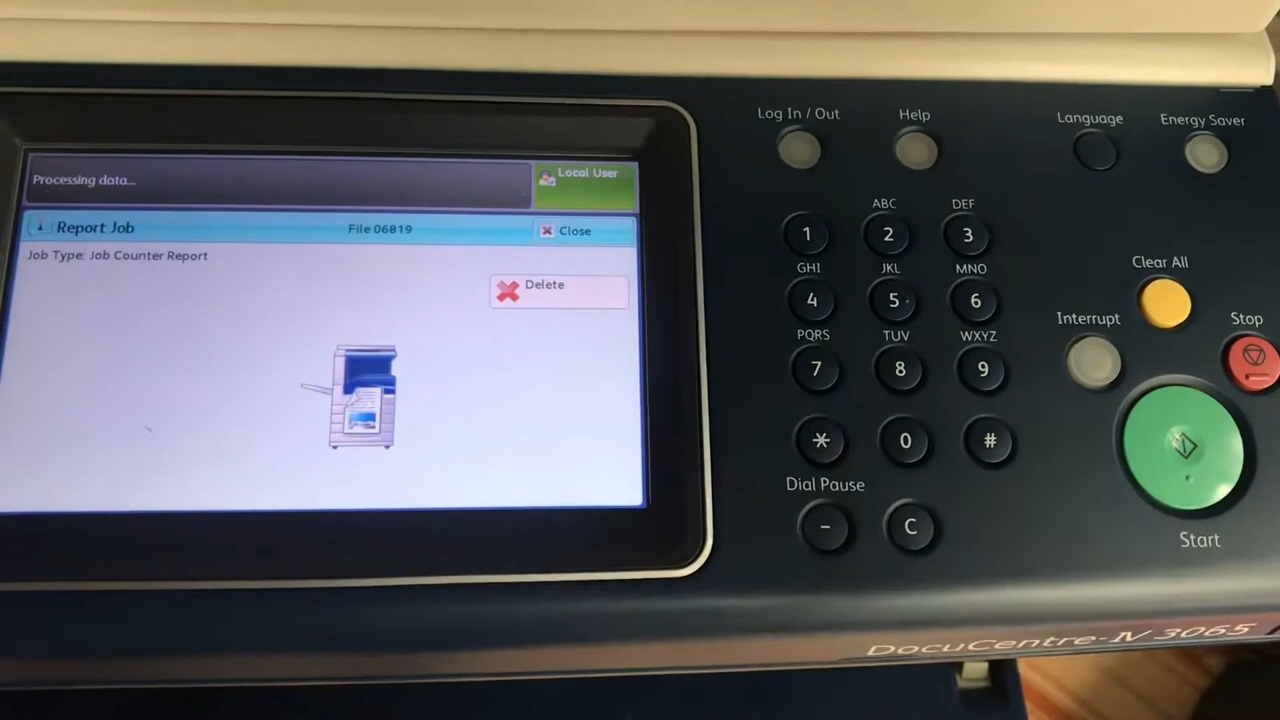 Processing data...
Local User
Report Job
File 06819
Close
Job Type: Job Counter Report
Delete
Log In / Out
Help
Language
Energy Saver
1
ABC
2
DEF
3
GHI
4
JKL
5
MNO
6
PQRS
7
TUV
8
WXYZ
9
*
0
#
Dial Pause
-
C
Clear All
Interrupt
Stop
Start
DocuCentre-IV 3065